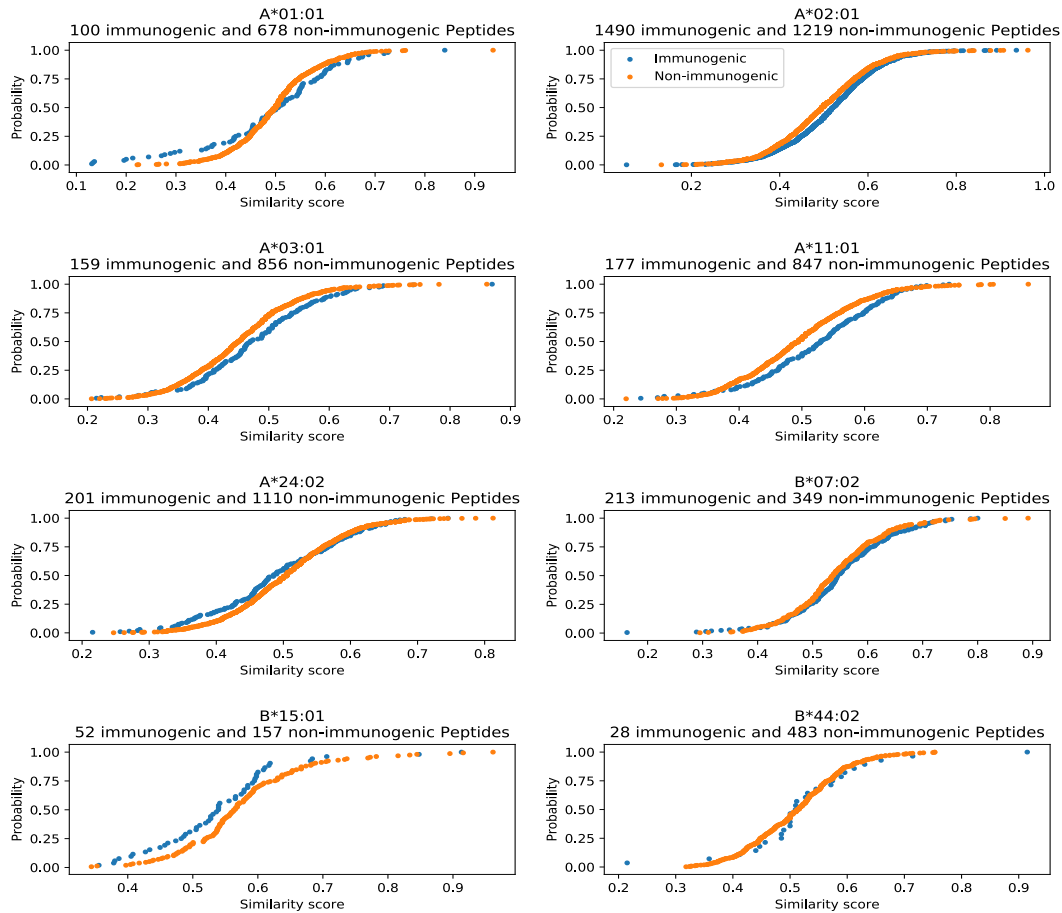 A*01:01
100 immunogenic and 678 non-immunogenic Peptides
Probability
1.00
0.75
0.50
0.25
0.00
0.1 0.2 0.3 0.4 0.5 0.6 0.7 0.8 0.9
Similarity score
A*02:01
1490 immunogenic and 1219 non-immunogenic Peptides
Immunogenic
Non-immunogenic
Probability
1.00
0.75
0.50
0.25
0.00
0.2 0.4 0.6 0.8 1.0
Similarity score
A*03:01
159 immunogenic and 856 non-immunogenic Peptides
Probability
1.00
0.75
0.50
0.25
0.00
0.2 0.3 0.4 0.5 0.6 0.7 0.8 0.9
Similarity score
A*11:01
177 immunogenic and 847 non-immunogenic Peptides
Probability
1.00
0.75
0.50
0.25
0.00
0.2 0.3 0.4 0.5 0.6 0.7 0.8
Similarity score
A*24:02
201 immunogenic and 1110 non-immunogenic Peptides
Probability
1.00
0.75
0.50
0.25
0.00
0.2 0.3 0.4 0.5 0.6 0.7 0.8
Similarity score
B*07:02
213 immunogenic and 349 non-immunogenic Peptides
Probability
1.00
0.75
0.50
0.25
0.00
0.2 0.3 0.4 0.5 0.6 0.7 0.8 0.9
Similarity score
B*15:01
52 immunogenic and 157 non-immunogenic Peptides
Probability
1.00
0.75
0.50
0.25
0.00
0.4 0.5 0.6 0.7 0.8 0.9
Similarity score
B*44:02
28 immunogenic and 483 non-immunogenic Peptides
Probability
1.00
0.75
0.50
0.25
0.00
0.2 0.3 0.4 0.5 0.6 0.7 0.8 0.9
Similarity score